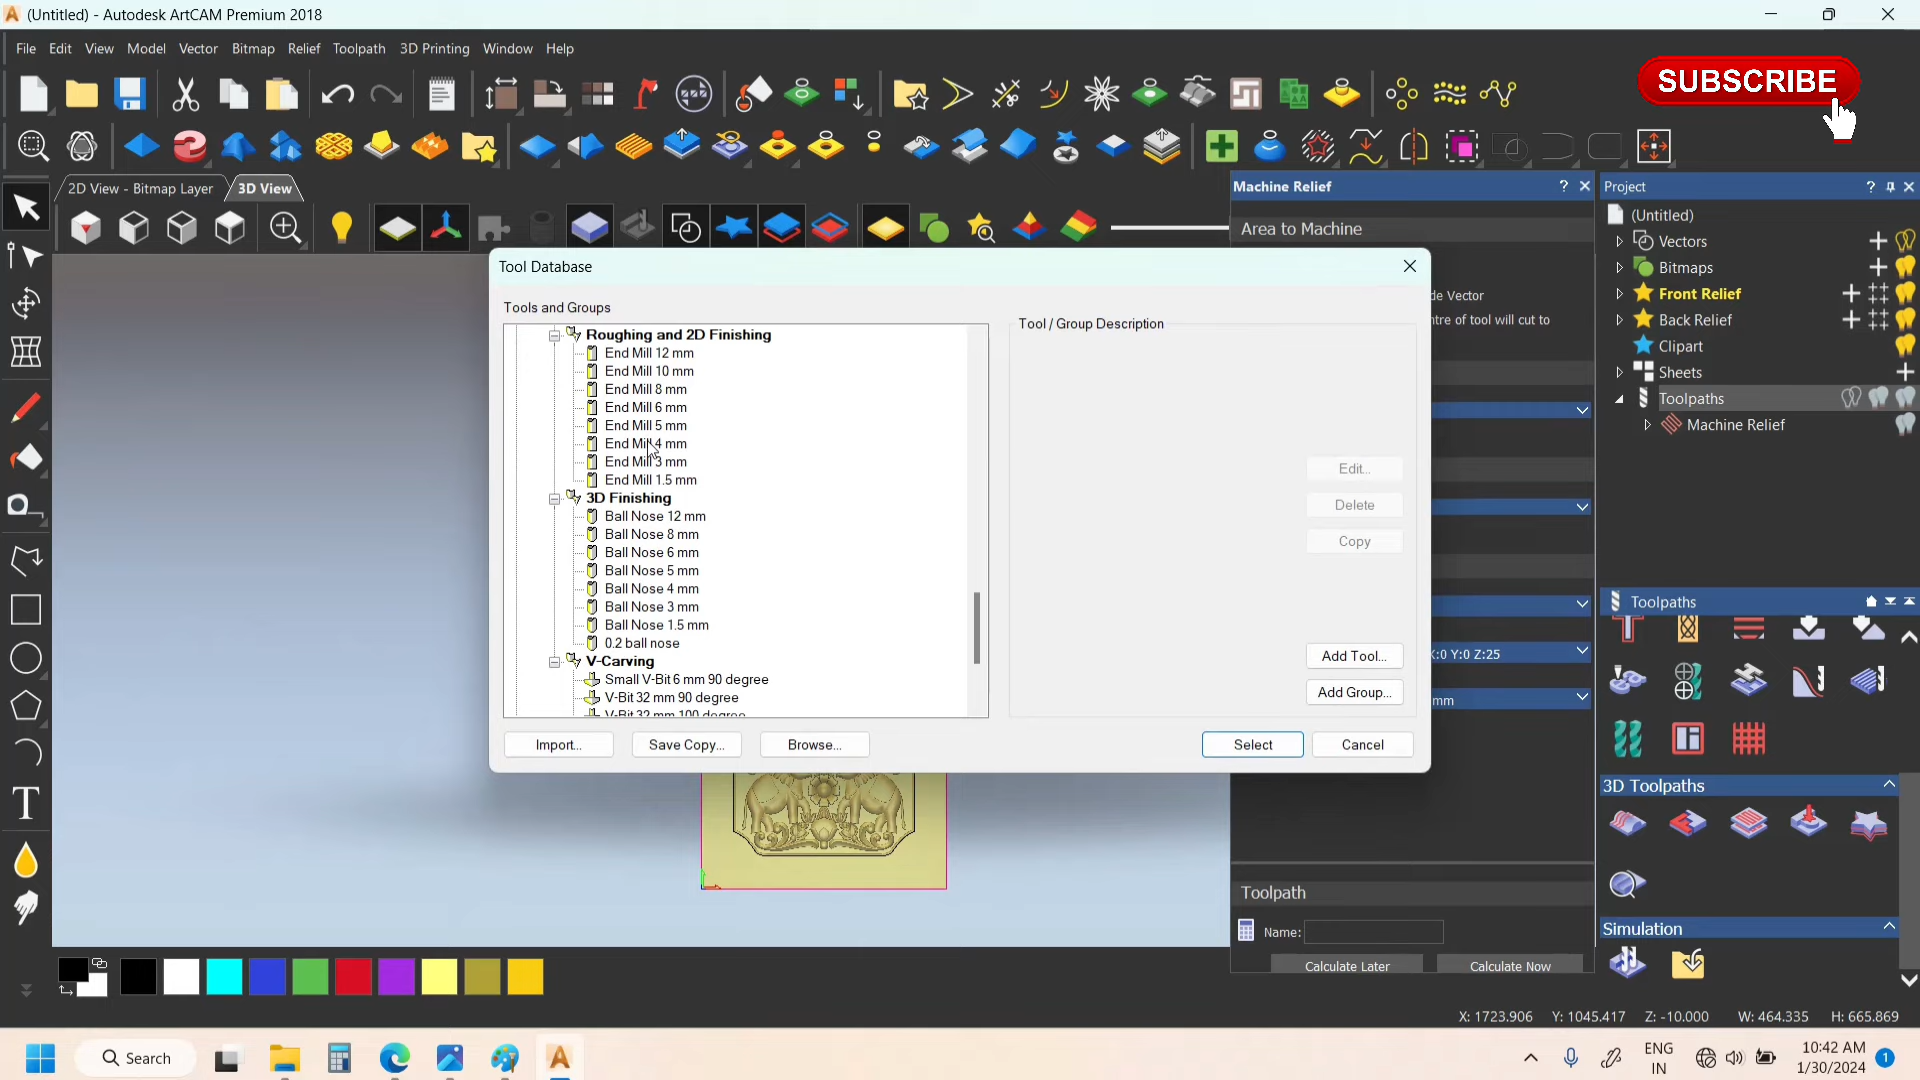 (Untitled) - Autodesk ArtCAM Premium 2018
File Edit View Model Vector Bitmap Relief Toolpath 3D Printing Window Help
SUBSCRIBE
2D View - Bitmap Layer 3D View
Machine Relief
Area to Machine
de Vector
tre of tool will cut to
X:0 Y:0 Z:25
mm
Toolpath
Name:
Calculate Later Calculate Now
Project
(Untitled)
Vectors
Bitmaps
Front Relief
Back Relief
Clipart
Sheets
Toolpaths
Machine Relief
Toolpaths
3D Toolpaths
Simulation
Tool Database
Tools and Groups
Roughing and 2D Finishing
End Mill 12 mm
End Mill 10 mm
End Mill 8 mm
End Mill 6 mm
End Mill 5 mm
End Mill 4 mm
End Mill 3 mm
End Mill 1.5 mm
3D Finishing
Ball Nose 12 mm
Ball Nose 8 mm
Ball Nose 6 mm
Ball Nose 5 mm
Ball Nose 4 mm
Ball Nose 3 mm
Ball Nose 1.5 mm
0.2 ball nose
V-Carving
Small V-Bit 6 mm 90 degree
V-Bit 32 mm 90 degree
V-Bit 32 mm 100 degree
Tool / Group Description
Edit...
Delete
Copy
Add Tool...
Add Group...
Import... Save Copy... Browse... Select Cancel
X: 1723.906 Y: 1045.417 Z: -10.000 W: 464.335 H: 665.869
Search
ENG
IN
10:42 AM
1/30/2024
1